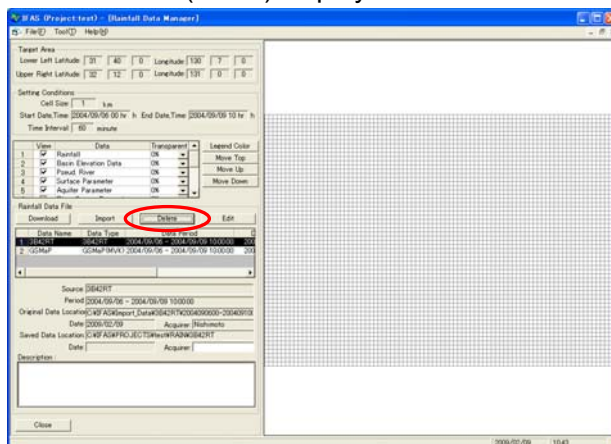 IFAS (Project:test) - [Rainfall Data Manager]
File(F) Tool(T) Help(H)
Target Area
Lower Left Latitude 31 40 0 Longitude 130 7 0
Upper Right Latitude 32 12 0 Longitude 131 0 0
Setting Conditions
Cell Size 1 km
Start Date,Time 2004/09/06 00 hr h End Date,Time 2004/09/09 10 hr h
Time Interval 60 minute
View Data Transparent Legend Color
1 Rainfall 0% Move Top
2 Basin Elevation Data 0%
3 Pseud. River 0% Move Up
4 Surface Parameter 0% Move Down
5 Aquifer Parameter 0%
Rainfall Data File
Download Import Delete Edit
Data Name Data Type Data Period
1 3B42RT 3B42RT 2004/09/06 - 2004/09/09 10:00:00 200
2 GSMaP GSMaP(MVK) 2004/09/06 - 2004/09/09 10:00:00 200
Source 3B42RT
Period 2004/09/06 - 2004/09/09 10:00:00
Original Data Location C:¥IFAS¥Import_Data¥3B42RT¥2004090600-20040910
Date 2009/02/09 Acquirer Nishimoto
Saved Data Location C:¥IFAS¥PROJECTS¥test¥RAIN¥3B42RT
Date Acquirer
Description :
Close
2009/02/09 10:43